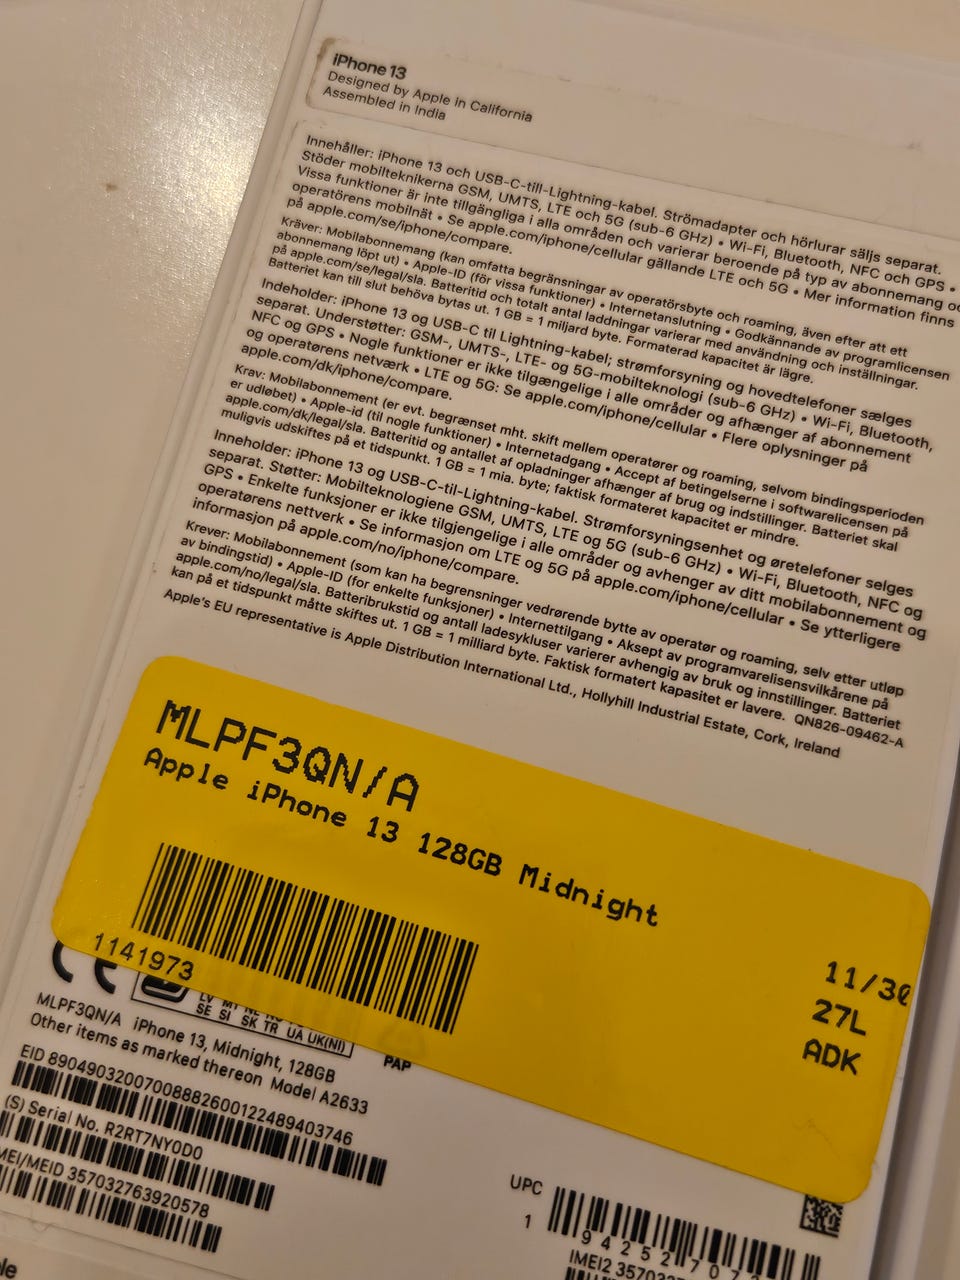 iPhone 13
Designed by Apple in California
Assembled in India
Innehåller: iPhone 13 och USB-C-till-Lightning-kabel. Strömadapter och hörlurar säljs separat.
Stöder mobilteknikerna GSM, UMTS, LTE och 5G (sub-6 GHz) • Wi-Fi, Bluetooth, NFC och GPS •
Vissa funktioner är inte tillgängliga i alla områden och varierar beroende på typ av abonnemang oc
operatörens mobilnät • Se apple.com/iphone/cellular gällande LTE och 5G • Mer information finns
på apple.com/se/iphone/compare.
Kräver: Mobilabonnemang (kan omfatta begränsningar av operatörsbyte och roaming, även efter att ett
abonnemang löpt ut) • Apple-ID (för vissa funktioner) • Internetanslutning • Godkännande av programlicensen
på apple.com/se/legal/sla. Batteritid och totalt antal laddningar varierar med användning och inställningar.
Batteriet kan till slut behöva bytas ut. 1 GB = 1 miljard byte. Formaterad kapacitet är lägre.
Indeholder: iPhone 13 og USB-C til Lightning-kabel; strømforsyning og hovedtelefoner sælges
separat. Understøtter: GSM-, UMTS-, LTE- og 5G-mobilteknologi (sub-6 GHz) • Wi-Fi, Bluetooth,
NFC og GPS • Nogle funktioner er ikke tilgængelige i alle områder og afhænger af abonnement
og operatørens netværk • LTE og 5G: Se apple.com/iphone/cellular • Flere oplysninger på
apple.com/dk/iphone/compare.
Krav: Mobilabonnement (er evt. begrænset mht. skift mellem operatører og roaming, selvom bindingsperioden
er udløbet) • Apple-id (til nogle funktioner) • Internetadgang • Accept af betingelserne i softwarelicensen på
apple.com/dk/legal/sla. Batteritid og antallet af opladninger afhænger af brug og indstillinger. Batteriet skal
muligvis udskiftes på et tidspunkt. 1 GB = 1 mia. byte; faktisk formateret kapacitet er mindre.
Inneholder: iPhone 13 og USB-C-til-Lightning-kabel. Strømforsyningsenhet og øretelefoner selges
separat. Støtter: Mobilteknologiene GSM, UMTS, LTE og 5G (sub-6 GHz) • Wi-Fi, Bluetooth, NFC og
GPS • Enkelte funksjoner er ikke tilgjengelige i alle områder og avhenger av ditt mobilabonnement og
operatørens nettverk • Se informasjon om LTE og 5G på apple.com/iphone/cellular • Se ytterligere
informasjon på apple.com/no/iphone/compare.
Krever: Mobilabonnement (som kan ha begrensninger vedrørende bytte av operatør og roaming, selv etter utløp
av bindingstid) • Apple-ID (for enkelte funksjoner) • Internettilgang • Aksept av programvarelisensvilkårene på
apple.com/no/legal/sla. Batteribrukstid og antall ladesykluser varierer avhengig av bruk og innstillinger. Batteriet
kan på et tidspunkt måtte skiftes ut. 1 GB = 1 milliard byte. Faktisk formatert kapasitet er lavere. QN826-09462-A
Apple's EU representative is Apple Distribution International Ltd., Hollyhill Industrial Estate, Cork, Ireland
MLPF3QN/A
Apple iPhone 13 128GB Midnight
1141973
11/30
27L
ADK
CE
SE SI SK TR UA UK(NI)
PAP
MLPF3QN/A iPhone 13, Midnight, 128GB
Other items as marked thereon Model A2633
EID 89049032007008882600122489403746
(S) Serial No. R2RT7NY0D0
IMEI/MEID 357032763920578
UPC
1 94252 707
IMEI2 35703